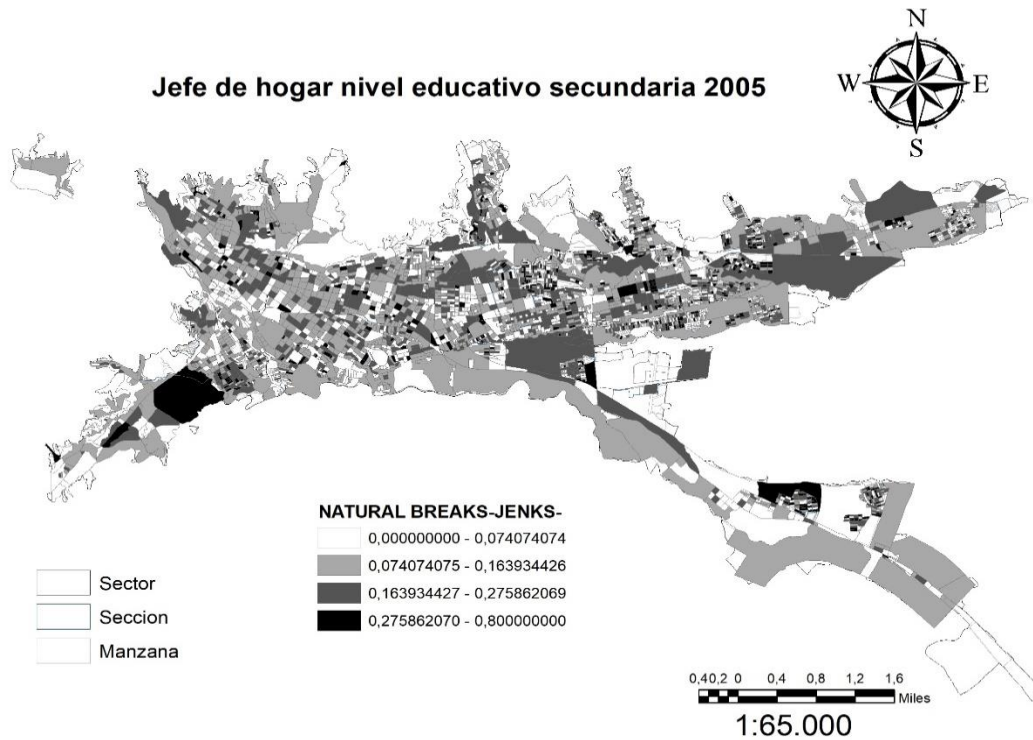 N
Jefe de hogar nivel educativo secundaria 2005
W E
S
NATURAL BREAKS-JENKS-
0,000000000 - 0,074074074
0,074074075 - 0,163934426
0,163934427 - 0,275862069
0,275862070 - 0,800000000
Sector
Seccion
Manzana
0,40,2 0 0,4 0,8 1,2 1,6
Miles
1:65.000